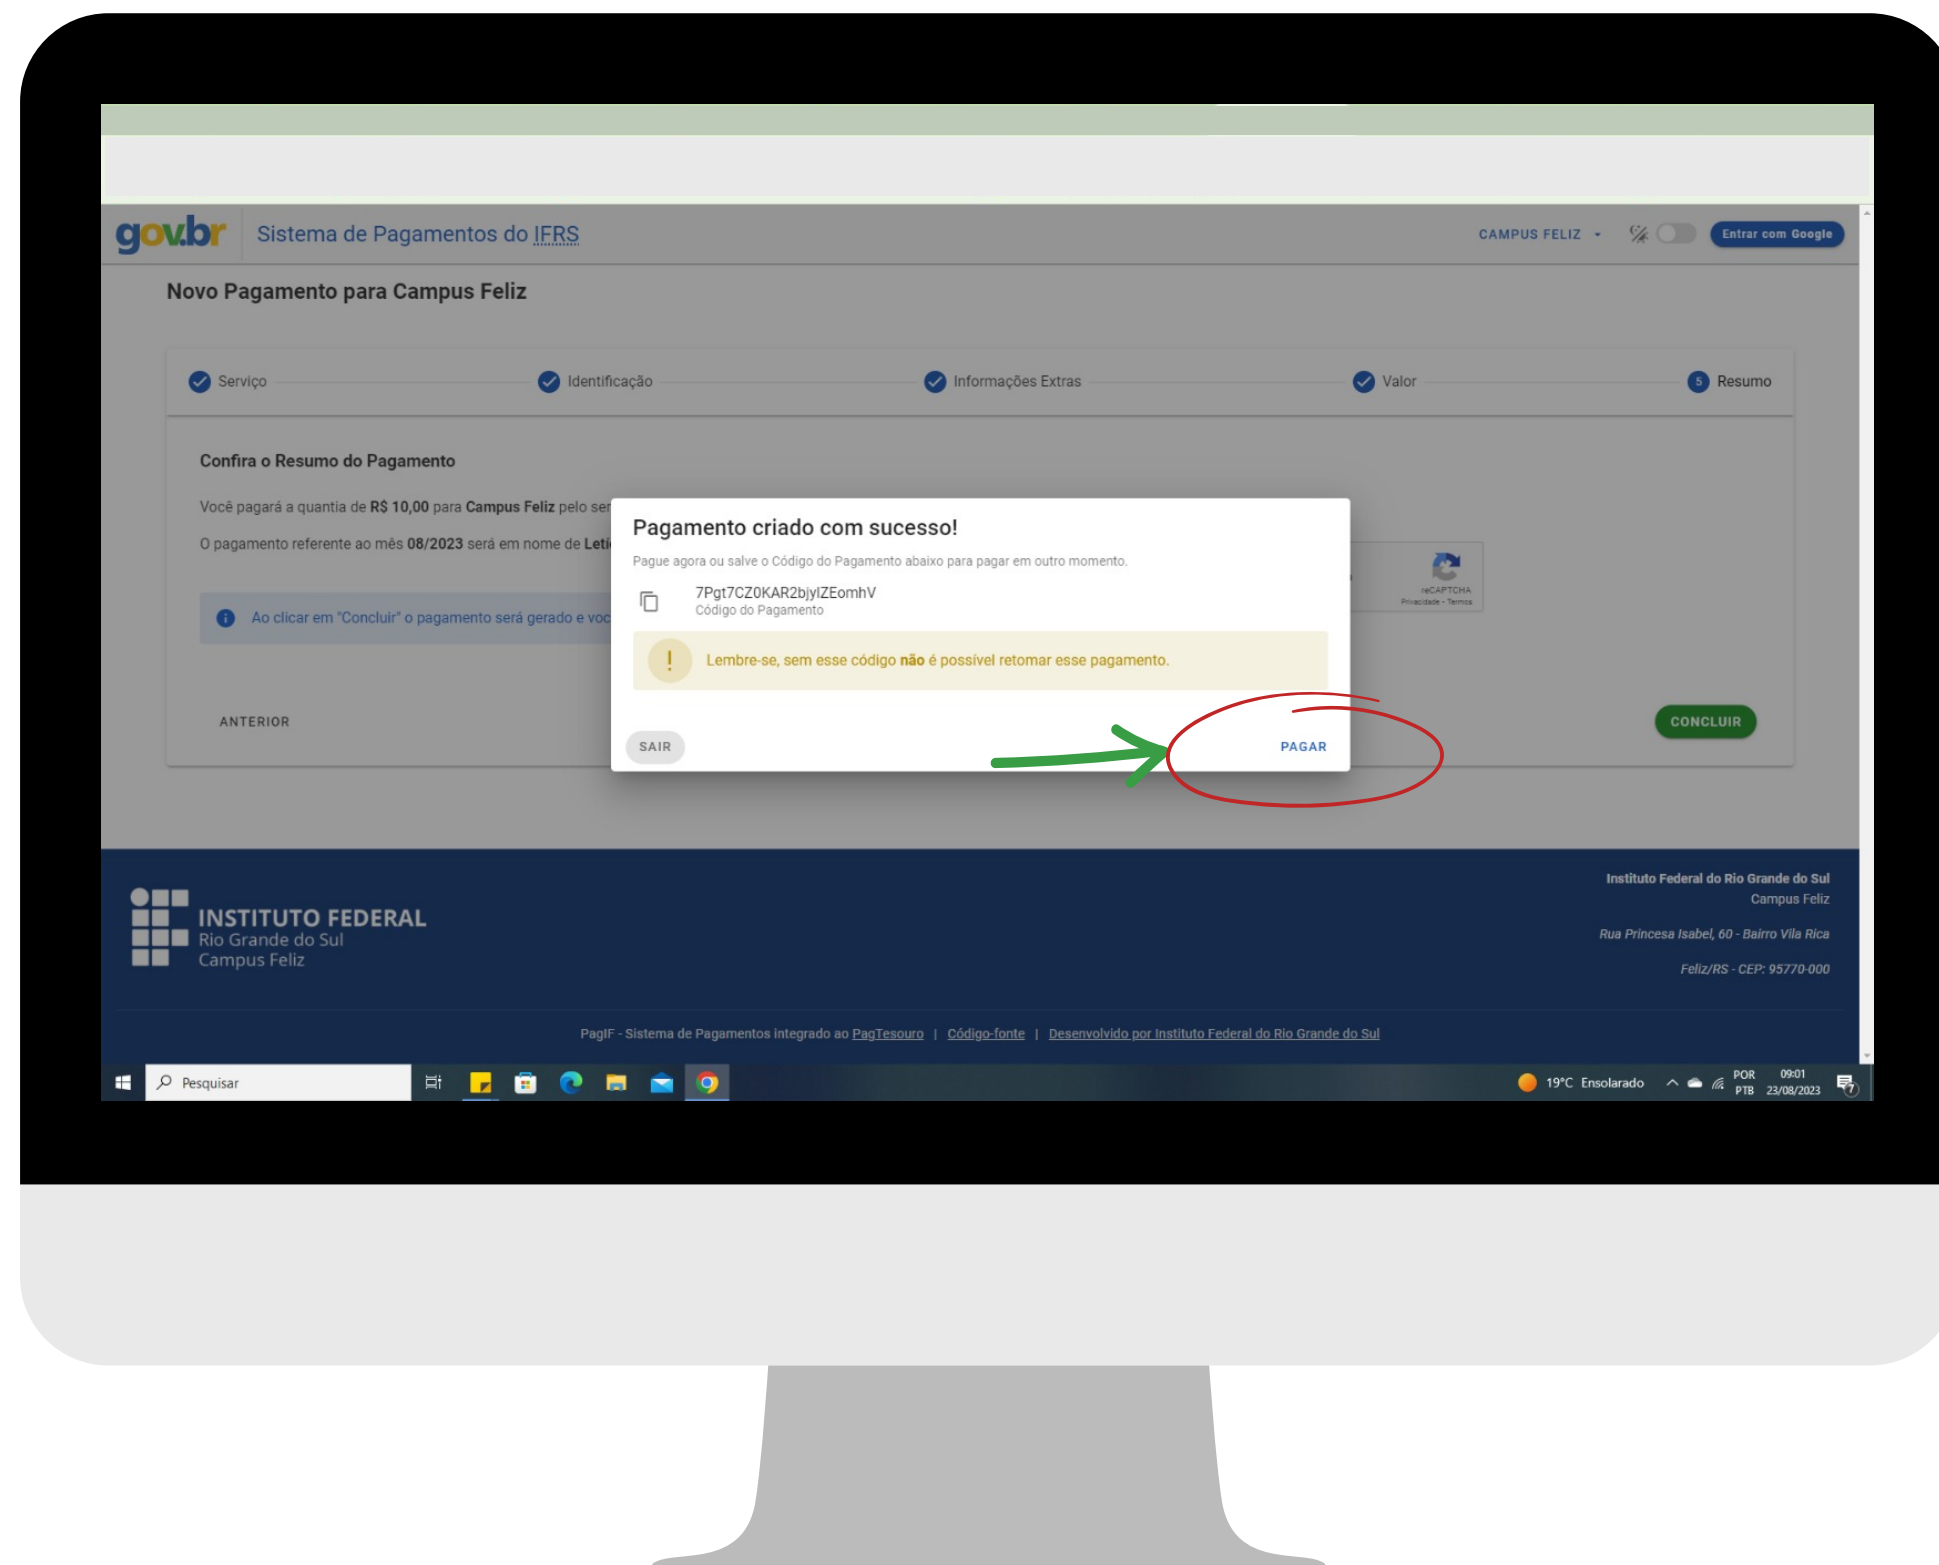 gov.br Sistema de Pagamentos do IFRS CAMPUS FELIZ Entrar com Google
Novo Pagamento para Campus Feliz
Serviço Identificação Informações Extras Valor 5 Resumo
Confira o Resumo do Pagamento
Você pagará a quantia de R$ 10,00 para Campus Feliz pelo ser
O pagamento referente ao mês 08/2023 será em nome de Letí
Ao clicar em "Concluir" o pagamento será gerado e voc
reCAPTCHA
Privacidade - Termos
ANTERIOR
CONCLUIR
Pagamento criado com sucesso!
Pague agora ou salve o Código do Pagamento abaixo para pagar em outro momento.
7Pgt7CZ0KAR2bjylZEomhV
Código do Pagamento
! Lembre-se, sem esse código não é possível retomar esse pagamento.
SAIR PAGAR
INSTITUTO FEDERAL
Rio Grande do Sul
Campus Feliz
Instituto Federal do Rio Grande do Sul
Campus Feliz
Rua Princesa Isabel, 60 - Bairro Vila Rica
Feliz/RS - CEP: 95770-000
PagIF - Sistema de Pagamentos integrado ao PagTesouro | Código-fonte | Desenvolvido por Instituto Federal do Rio Grande do Sul
Pesquisar
19°C Ensolarado
POR
PTB
09:01
23/08/2023
7